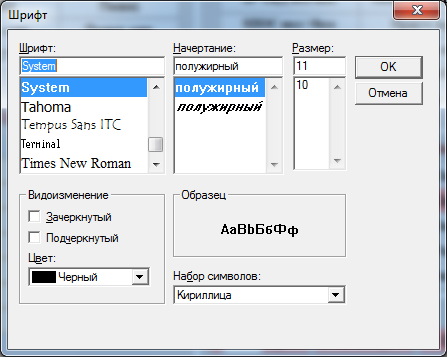 Шрифт
Шрифт:
System
System
Tahoma
Tempus Sans ITC
Terminal
Times New Roman
Начертание:
полужирный
полужирный
полужирный
Размер:
11
10
OK
Отмена
Видоизменение
Зачеркнутый
Подчеркнутый
Цвет:
Черный
Образец
АаBbБбФф
Набор символов:
Кириллица